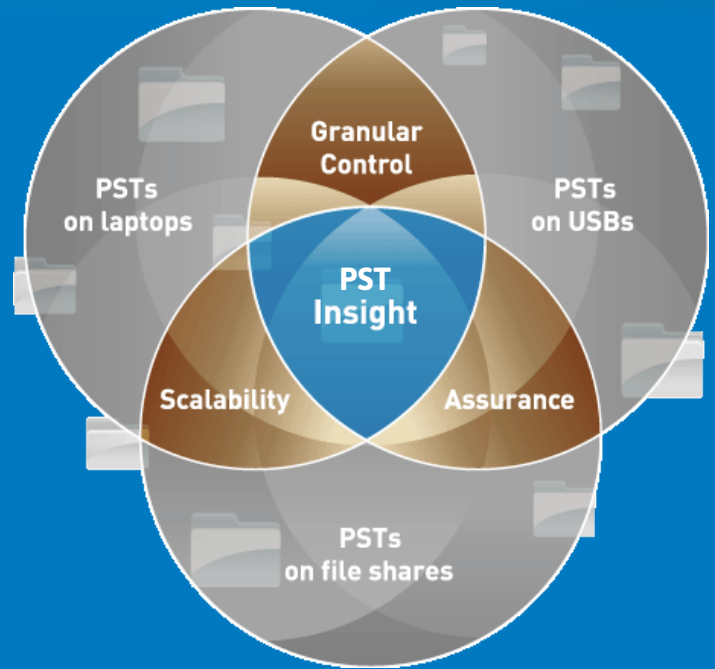 Granular
Control
PSTs
on laptops
PSTs
on USBs
PST
Insight
Scalability
Assurance
PSTs
on file shares